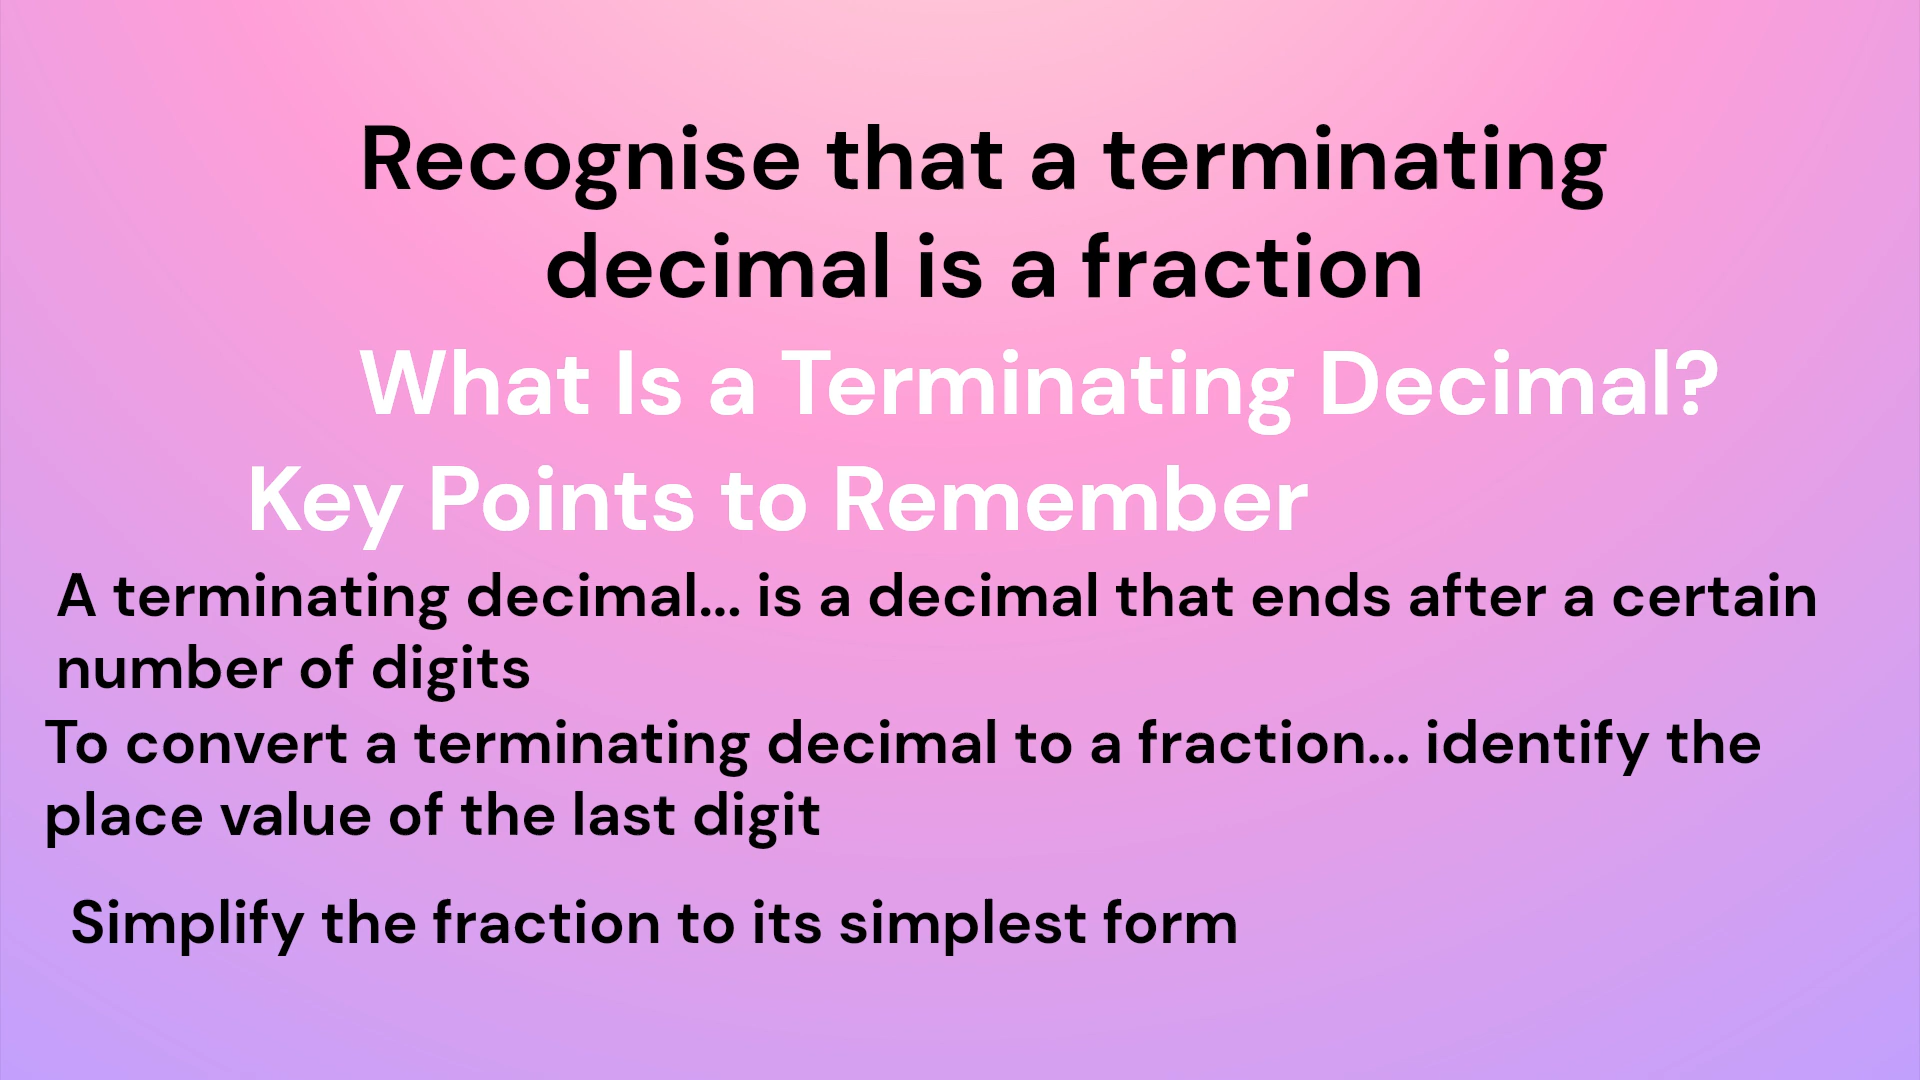 Recognise that a terminating
decimal is a fraction
What Is a Terminating Decimal?
Key Points to Remember
A terminating decimal... is a decimal that ends after a certain
number of digits
To convert a terminating decimal to a fraction... identify the
place value of the last digit
Simplify the fraction to its simplest form